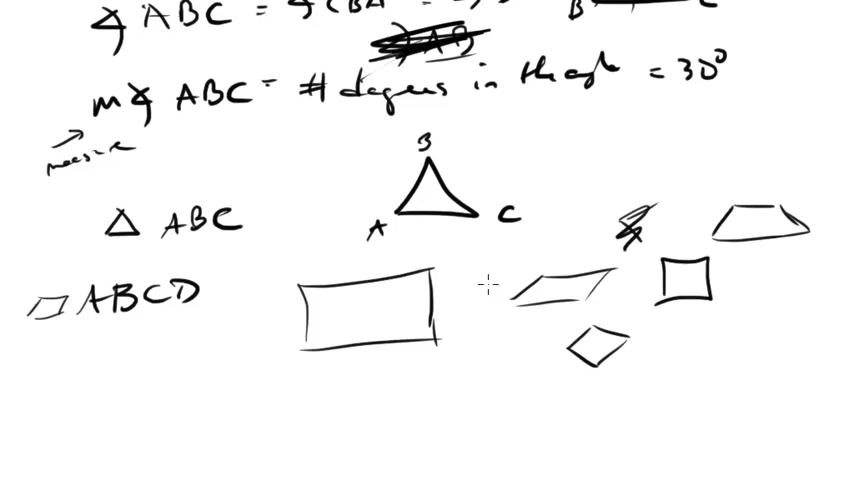 ∡ ABC = ∡ CBA =
B C
m∡ ABC = # degrees in the angle = 30°
measure
B
△ ABC
A C
▱ ABCD